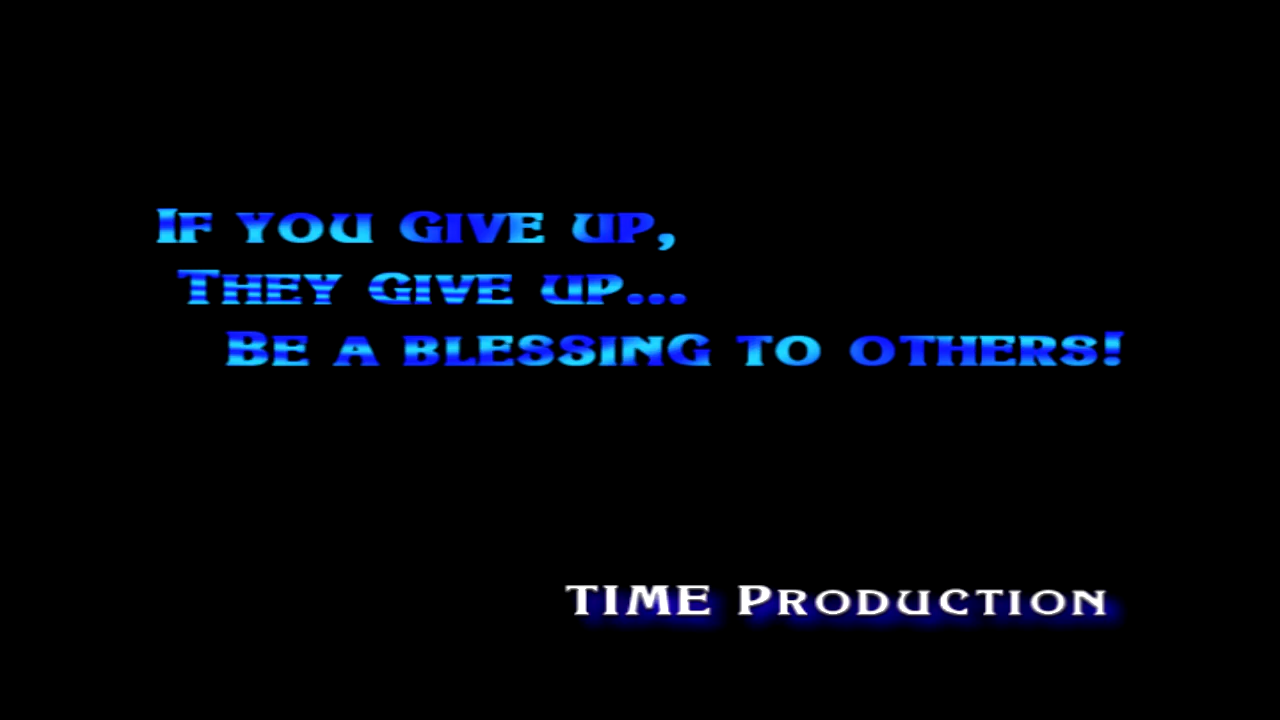 If you give up,
They give up...
Be a blessing to others!
TIME Production